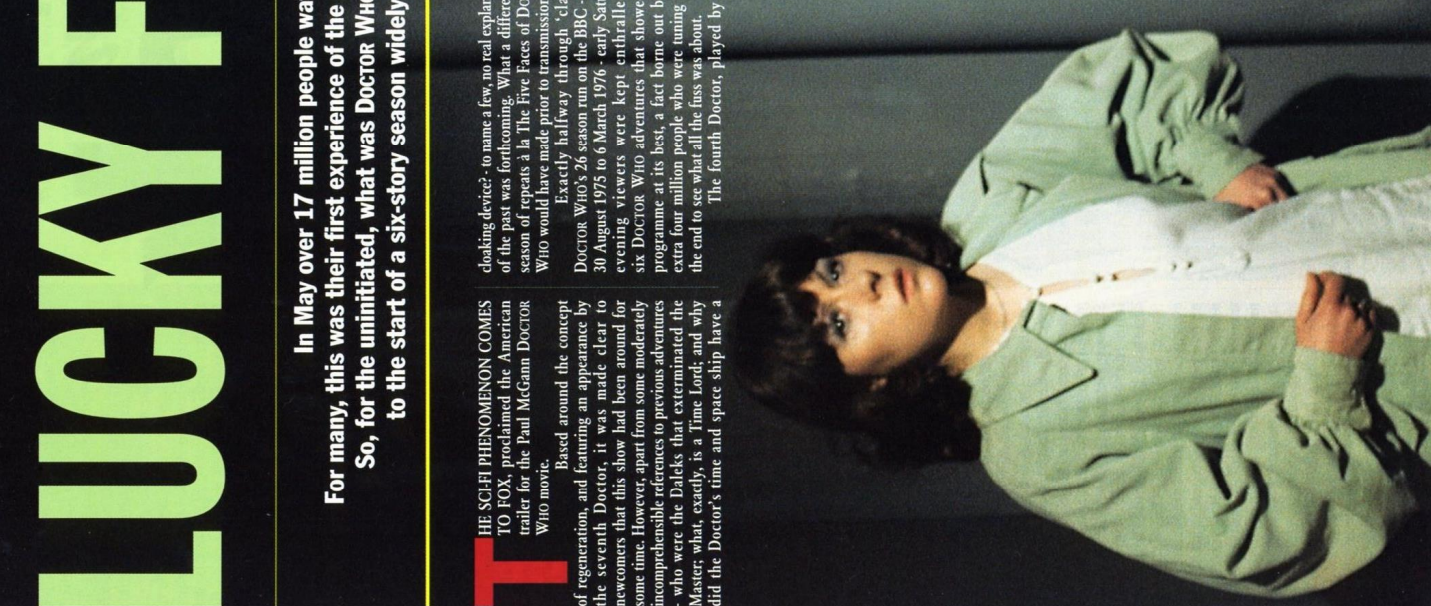 LUCKY F
In May over 17 million people wa
For many, this was their first experience of the
So, for the uninitiated, what was DOCTOR WHO
to the start of a six-story season widely
THE SCI-FI PHENOMENON COMES
TO FOX, proclaimed the American
trailer for the Paul McGann DOCTOR
WHO movie.
Based around the concept
of regeneration, and featuring an appearance by
the seventh Doctor, it was made clear to
newcomers that this show had been around for
some time. However, apart from some moderately
incomprehensible references to previous adventures
- who were the Daleks that exterminated the
Master; what, exactly, is a Time Lord; and why
did the Doctor's time and space ship have a
cloaking device? - to name a few, no real explan
of the past was forthcoming. What a differe
season of repeats à la The Five Faces of DO
WHO would have made prior to transmission
Exactly halfway through 'cla
DOCTOR WHO'S 26 season run on the BBC -
30 August 1975 to 6 March 1976 - early Satu
evening viewers were kept enthralle
six DOCTOR WHO adventures that showe
programme at its best, a fact borne out b
extra four million people who were tuning
the end to see what all the fuss was about.
The fourth Doctor, played by